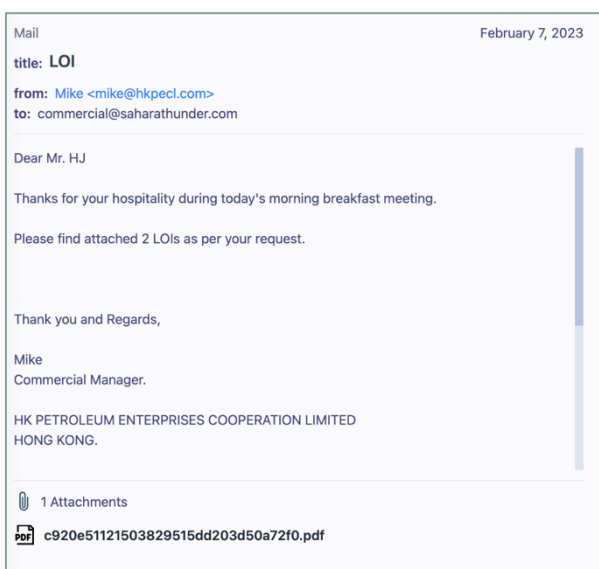 Mail
February 7, 2023
title: LOI
from: Mike <mike@hkpecl.com>
to: commercial@saharathunder.com
Dear Mr. HJ
Thanks for your hospitality during today's morning breakfast meeting.
Please find attached 2 LOIs as per your request.
Thank you and Regards,
Mike
Commercial Manager.
HK PETROLEUM ENTERPRISES COOPERATION LIMITED
HONG KONG.
1 Attachments
PDF c920e51121503829515dd203d50a72f0.pdf